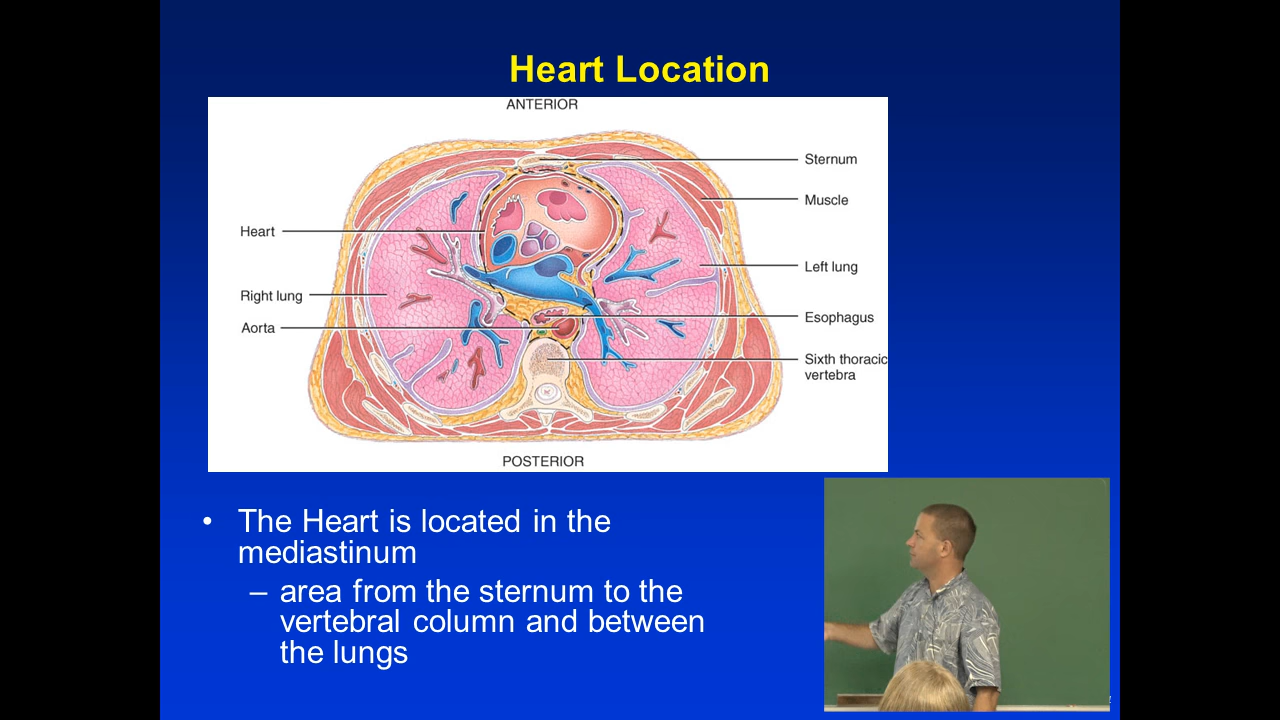 Heart Location
ANTERIOR
Sternum
Muscle
Heart
Left lung
Right lung
Esophagus
Aorta
Sixth thoracic
vertebra
POSTERIOR
• The Heart is located in the
mediastinum
– area from the sternum to the
vertebral column and between
the lungs